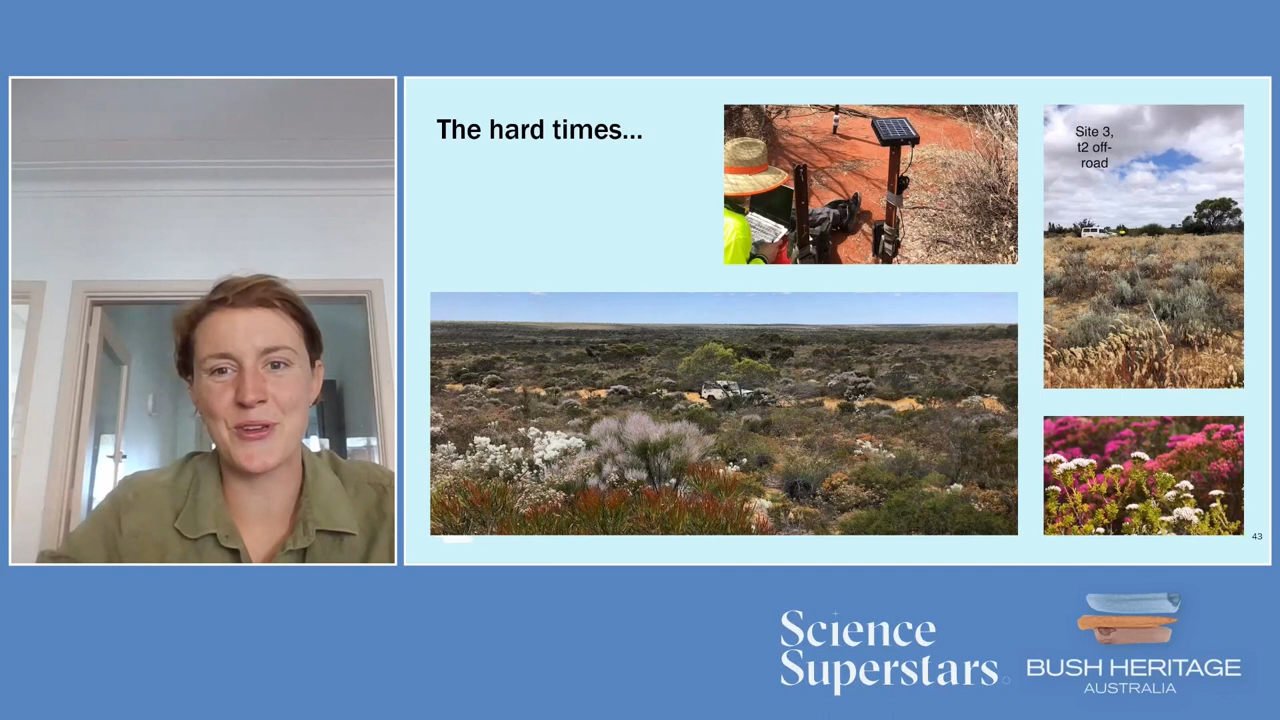 The hard times...
Site 3,
t2 off-
road
43
Science
Superstars
BUSH HERITAGE
AUSTRALIA